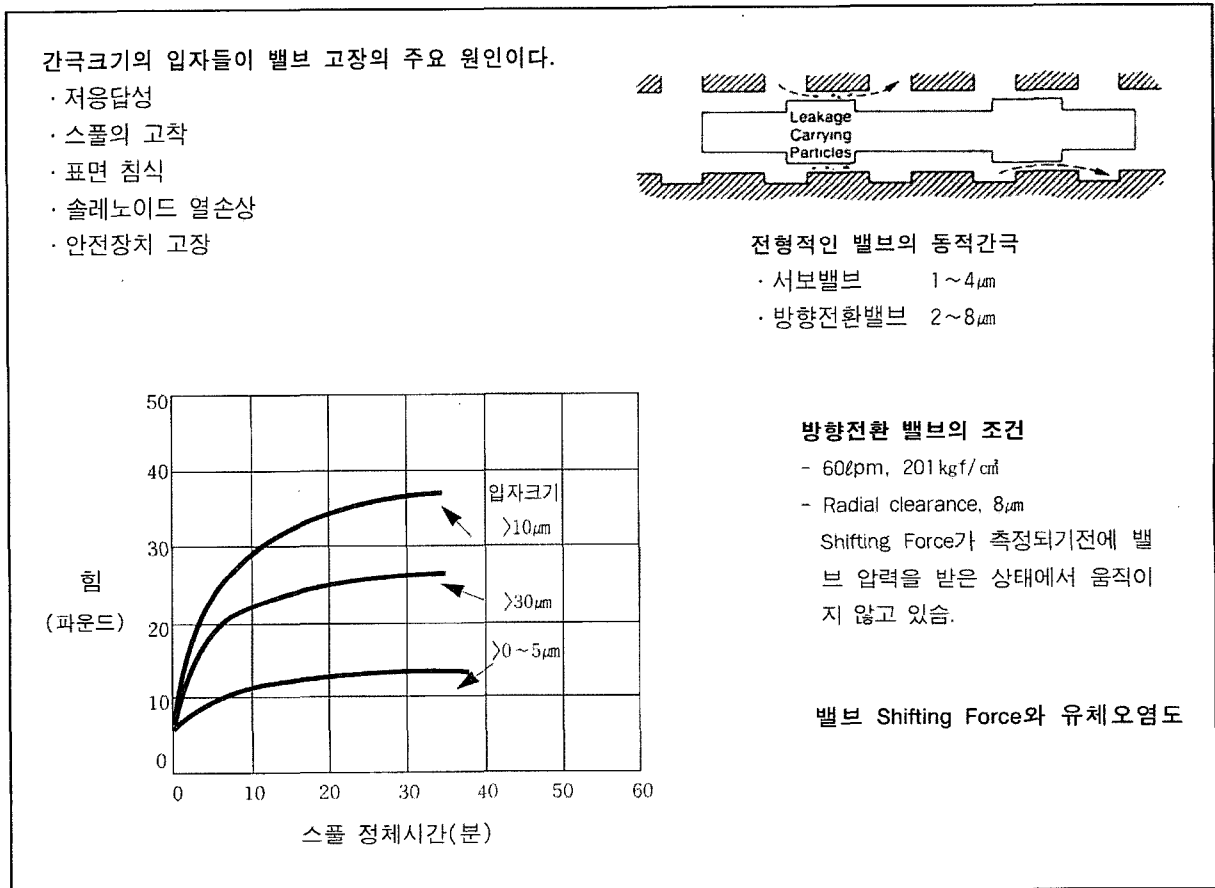 간극크기의 입자들이 밸브 고장의 주요 원인이다.
· 저응답성
· 스풀의 고착
· 표면 침식
· 솔레노이드 열손상
· 안전장치 고장
Leakage
Carrying
Particles
전형적인 밸브의 동적간극
· 서보밸브 1~4㎛
· 방향전환밸브 2~8㎛
50
40
30
20
10
0
힘
(파운드)
입자크기
>10㎛
>30㎛
>0~5㎛
0 10 20 30 40 50 60
스풀 정체시간(분)
방향전환 밸브의 조건
- 60ℓpm, 201kgf/㎠
- Radial clearance, 8㎛
Shifting Force가 측정되기전에 밸
브 압력을 받은 상태에서 움직이
지 않고 있슴.
밸브 Shifting Force와 유체오염도